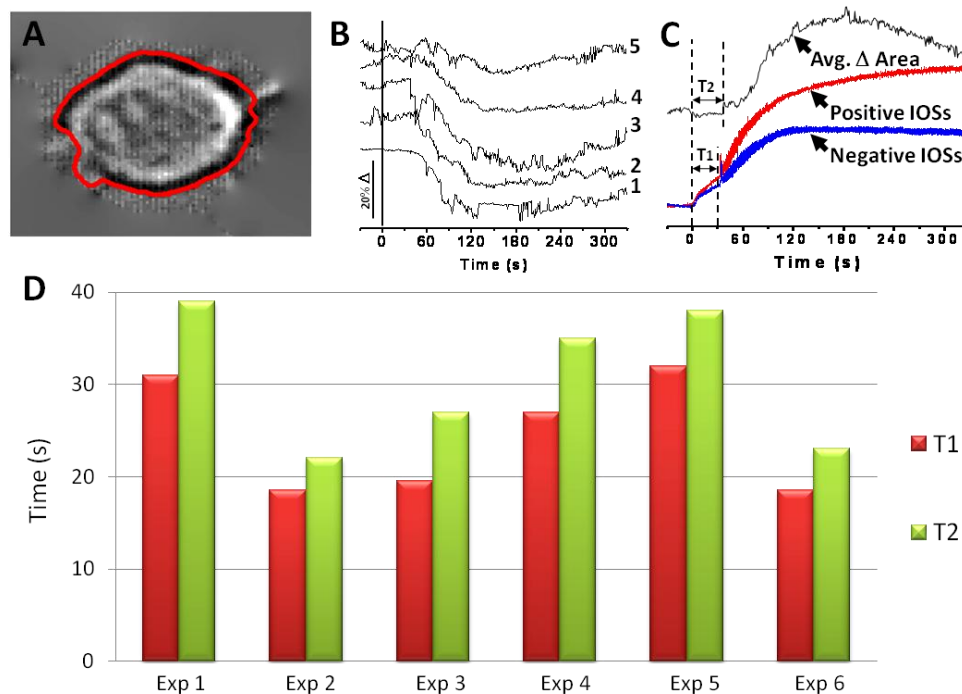 A
B
5
4
3
2
1
20% Δ
0 60 120 180 240 300
Time (s)
C
T2
T1
Avg. Δ Area
Positive IOSs
Negative IOSs
0 60 120 180 240 300
Time (s)
D
40
30
20
10
0
Time (s)
Exp 1 Exp 2 Exp 3 Exp 4 Exp 5 Exp 6
T1
T2